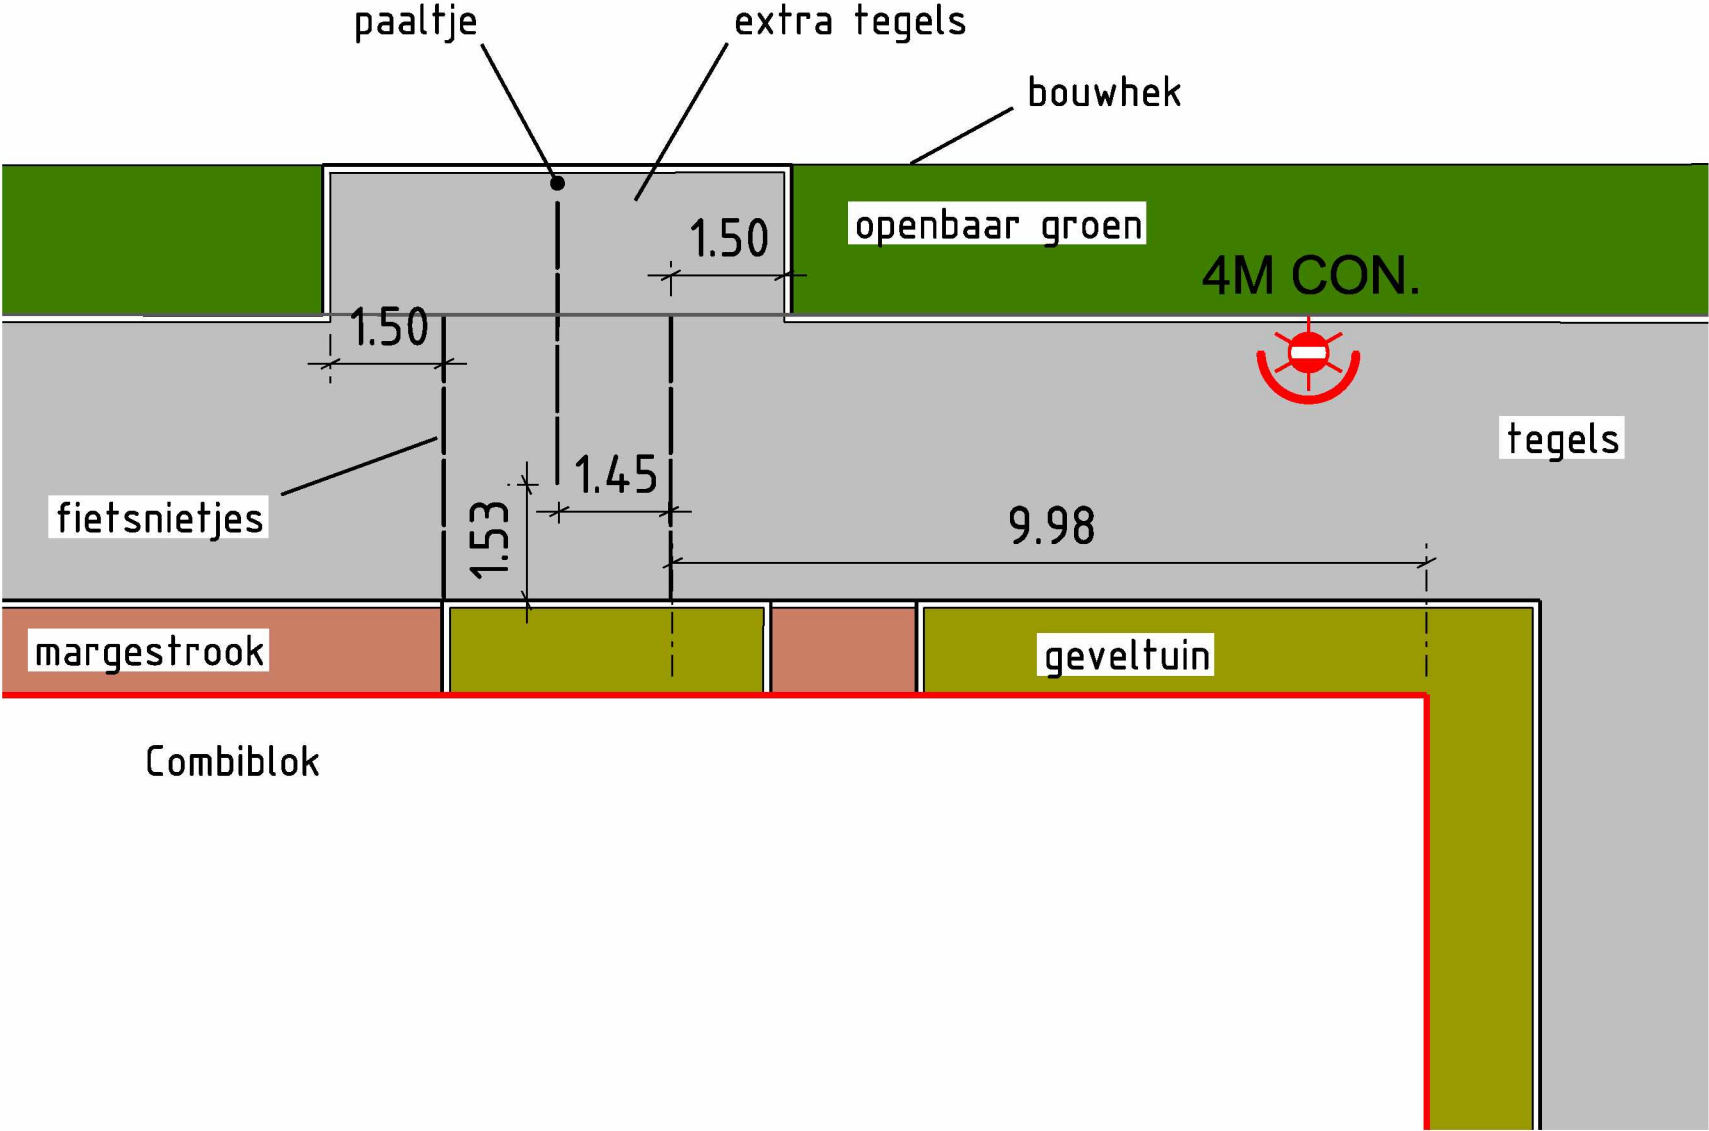 paaltje
extra tegels
bouwhek
openbaar groen
1.50
4M CON.
1.50
tegels
1.45
fietsnietjes
1.53
9.98
margestrook
geveltuin
Combiblok